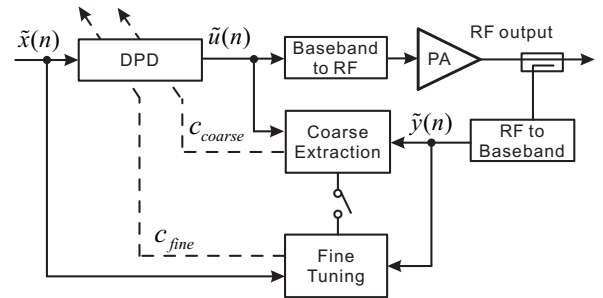 x̃(n)
DPD
ũ(n)
Baseband
to RF
PA
RF output
c_coarse
Coarse
Extraction
ỹ(n)
RF to
Baseband
c_fine
Fine
Tuning